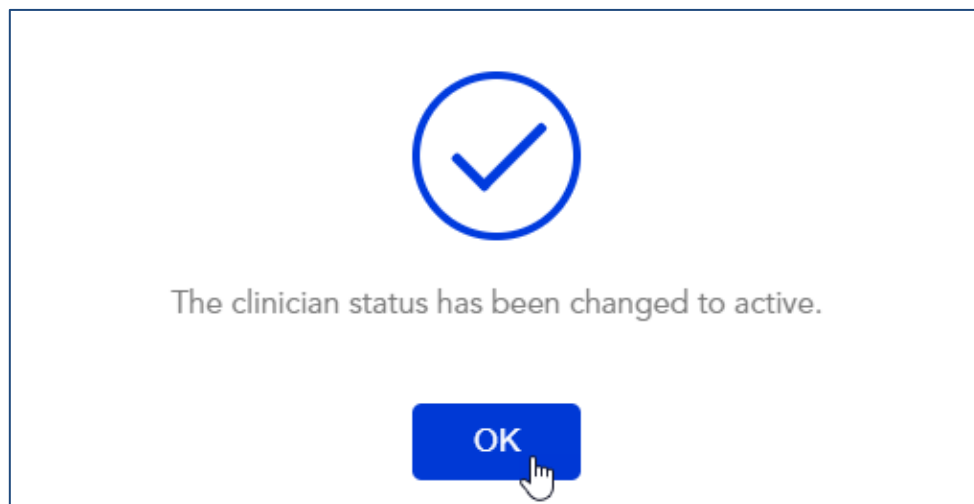 The clinician status has been changed to active.
OK